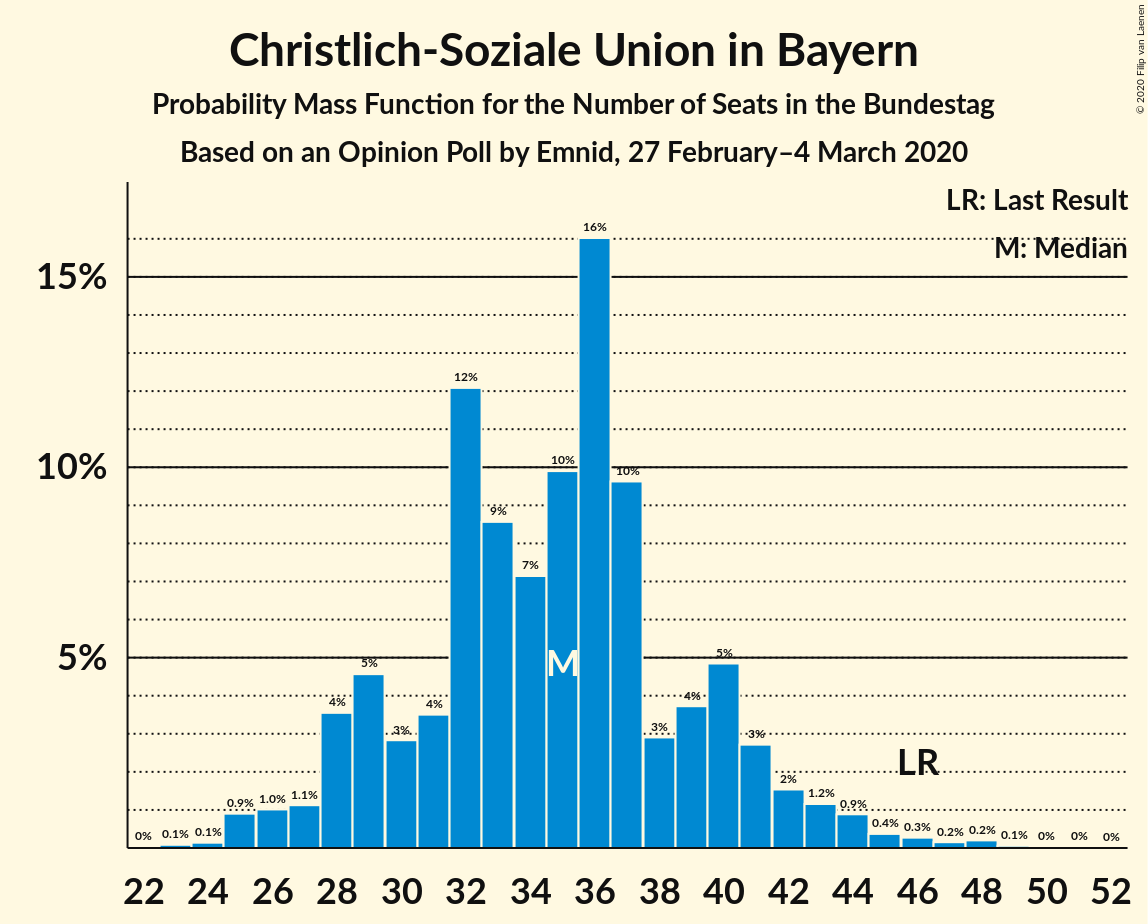 Christlich-Soziale Union in Bayern
Probability Mass Function for the Number of Seats in the Bundestag
Based on an Opinion Poll by Emnid, 27 February–4 March 2020
© 2020 Filip van Laenen
LR: Last Result
M: Median
15%
10%
5%
0% 0.1% 0.1% 0.9% 1.0% 1.1% 4% 5% 3% 4% 12% 9% 7% 10% 16% 10% 3% 4% 5% 3% 2% 1.2% 0.9% 0.4% 0.3% 0.2% 0.2% 0.1% 0% 0% 0%
M
LR
22 24 26 28 30 32 34 36 38 40 42 44 46 48 50 52